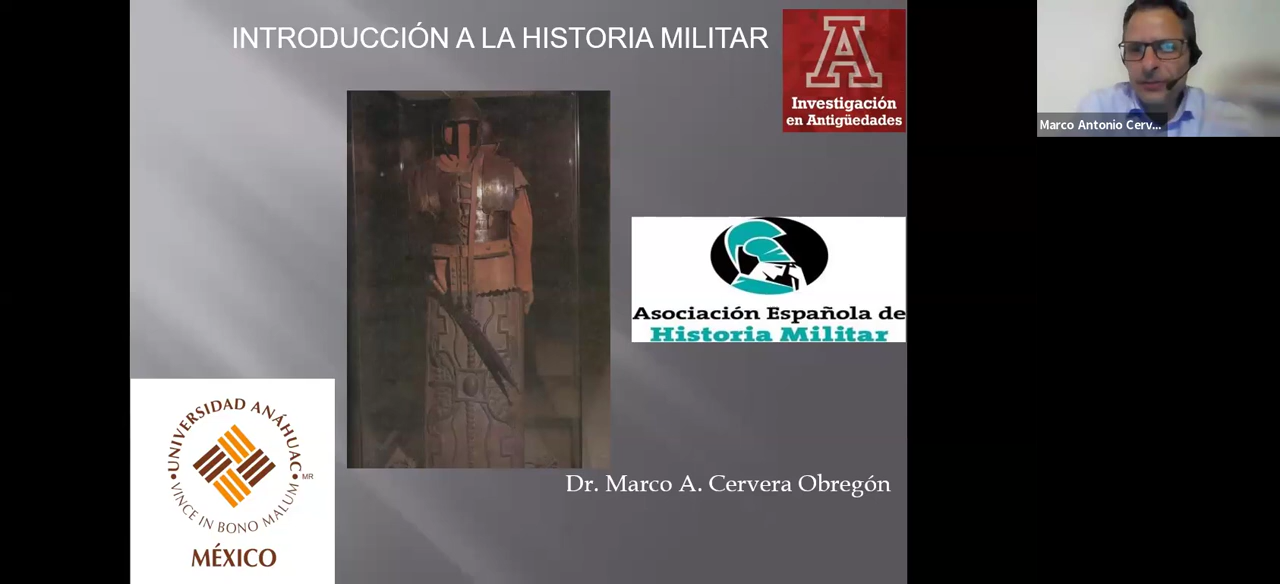 INTRODUCCIÓN A LA HISTORIA MILITAR
A
Investigación
en Antigüedades
Marco Antonio Cerv...
Asociación Española de
Historia Militar
UNIVERSIDAD ANÁHUAC
MR
VINCE IN BONO MALUM
MÉXICO
Dr. Marco A. Cervera Obregón